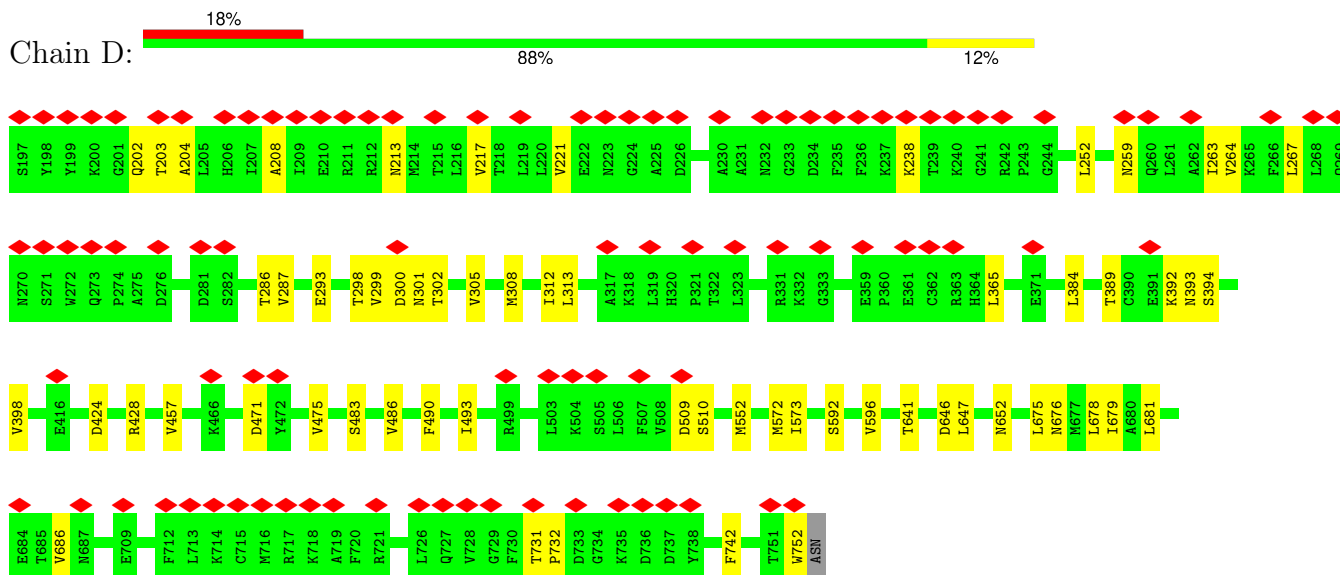 18%
Chain D:
88% 12%
S197 Y198 Y199 K200 G201 Q202 T203 A204 L205 H206 I207 A208 I209 E210 R211 R212 N213 M214 T215 L216 V217 T218 L219 L220 V221 E222 N223 G224 A225 D226 A230 A231 N232 G233 D234 F235 F236 K237 K238 T239 K240 G241 R242 P243 G244 L252 N259 Q260 L261 A262 I263 V264 K265 F266 L267 L268 Q269
N270 S271 W272 Q273 P274 A275 D276 D281 S282 T286 V287 E293 T298 V299 D300 N301 T302 V305 M308 I312 L313 A317 K318 L319 H320 P321 T322 L323 R331 K332 G333 E359 P360 E361 C362 R363 H364 L365 E371 L384 T389 C390 E391 K392 N393 S394
V398 E416 D424 R428 V457 K466 D471 Y472 V475 S483 V486 F490 I493 R499 L503 K504 S505 L506 F507 V508 D509 S510 M552 M572 I573 S592 V596 T641 D646 L647 N652 L675 N676 M677 L678 I679 A680 L681
E684 T685 V686 N687 E709 F712 L713 K714 C715 M716 R717 K718 A719 F720 R721 L726 Q727 V728 G729 F730 T731 P732 D733 G734 K735 D736 D737 Y738 F742 T751 W752 ASN